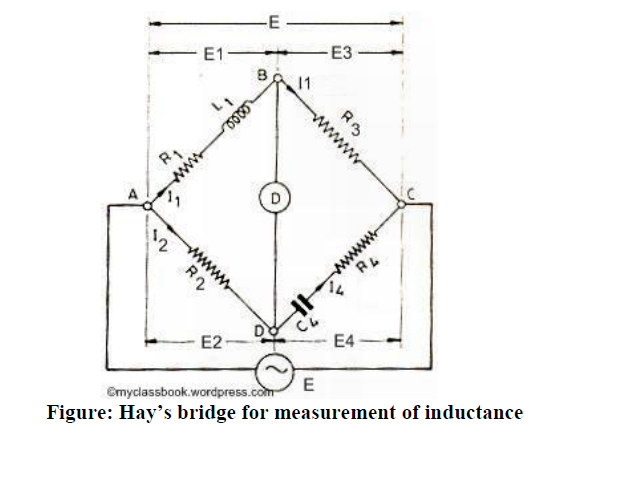 E
E1 E3
B I1
L1
R3
R1
D
A I1 C
I2
R2 R4
I4
C4
D
E2 E4
E
©myclassbook.wordpress.com
Figure: Hay's bridge for measurement of inductance